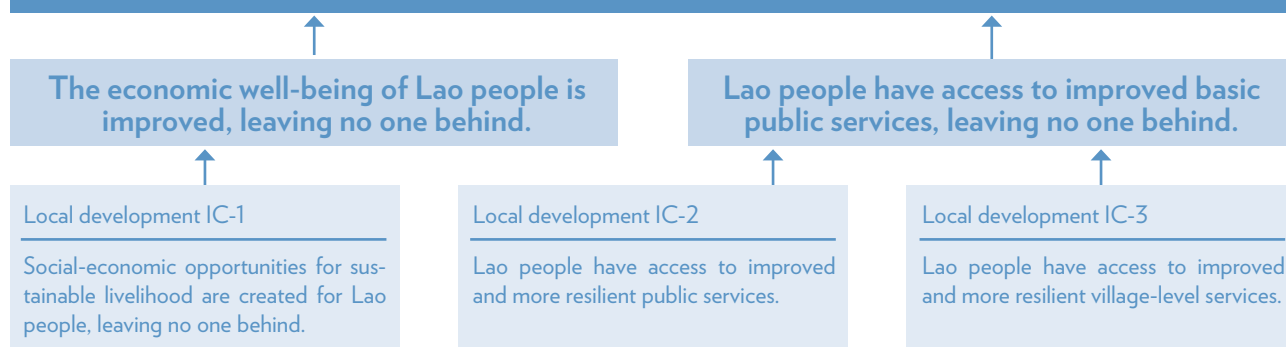 The economic well-being of Lao people is
improved, leaving no one behind.
Lao people have access to improved basic
public services, leaving no one behind.
Local development IC-1
Social-economic opportunities for sus-
tainable livelihood are created for Lao
people, leaving no one behind.
Local development IC-2
Lao people have access to improved
and more resilient public services.
Local development IC-3
Lao people have access to improved
and more resilient village-level services.